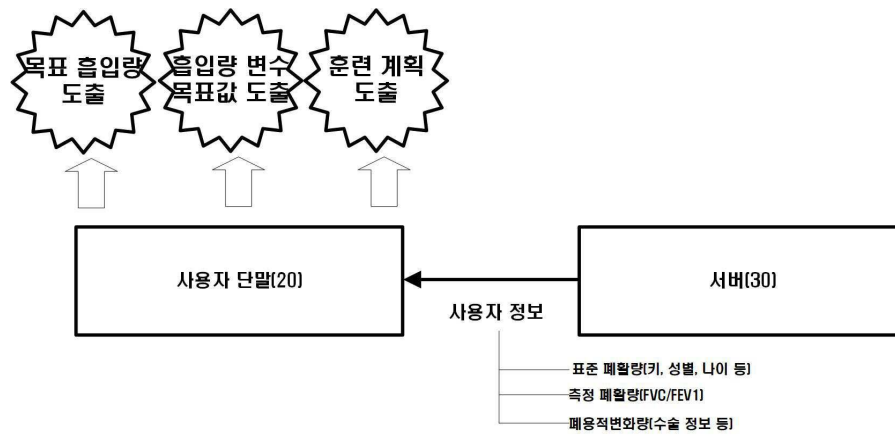 목표 흡입량
도출
흡입량 변수
목표값 도출
훈련 계획
도출
사용자 단말(20)
서버(30)
사용자 정보
표준 폐활량(키, 성별, 나이 등)
측정 폐활량(FVC/FEV1)
폐용적변화량(수술 정보 등)